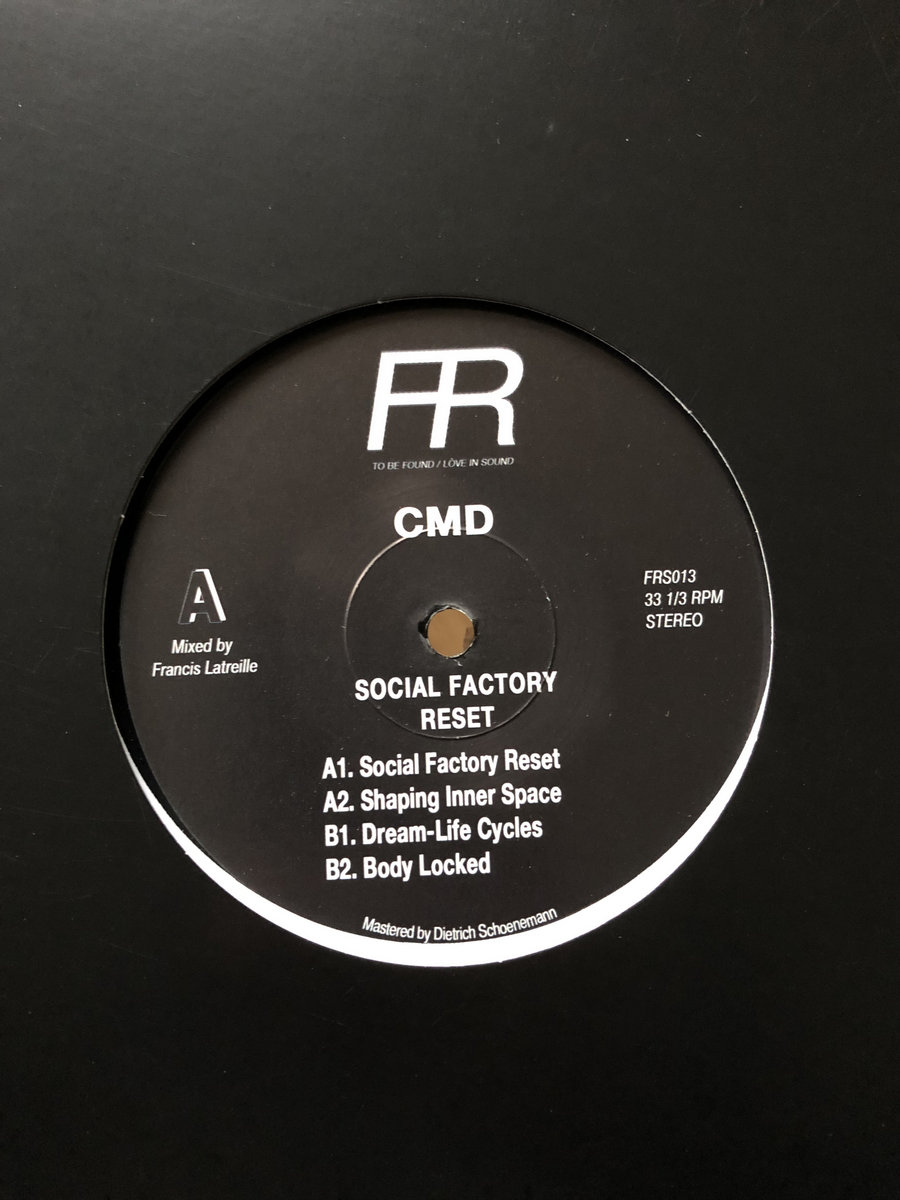 FR
TO BE FOUND / LOVE IN SOUND
CMD
A
Mixed by
Francis Latreille
FRS013
33 1/3 RPM
STEREO
SOCIAL FACTORY
RESET
A1. Social Factory Reset
A2. Shaping Inner Space
B1. Dream-Life Cycles
B2. Body Locked
Mastered by Dietrich Schoenemann